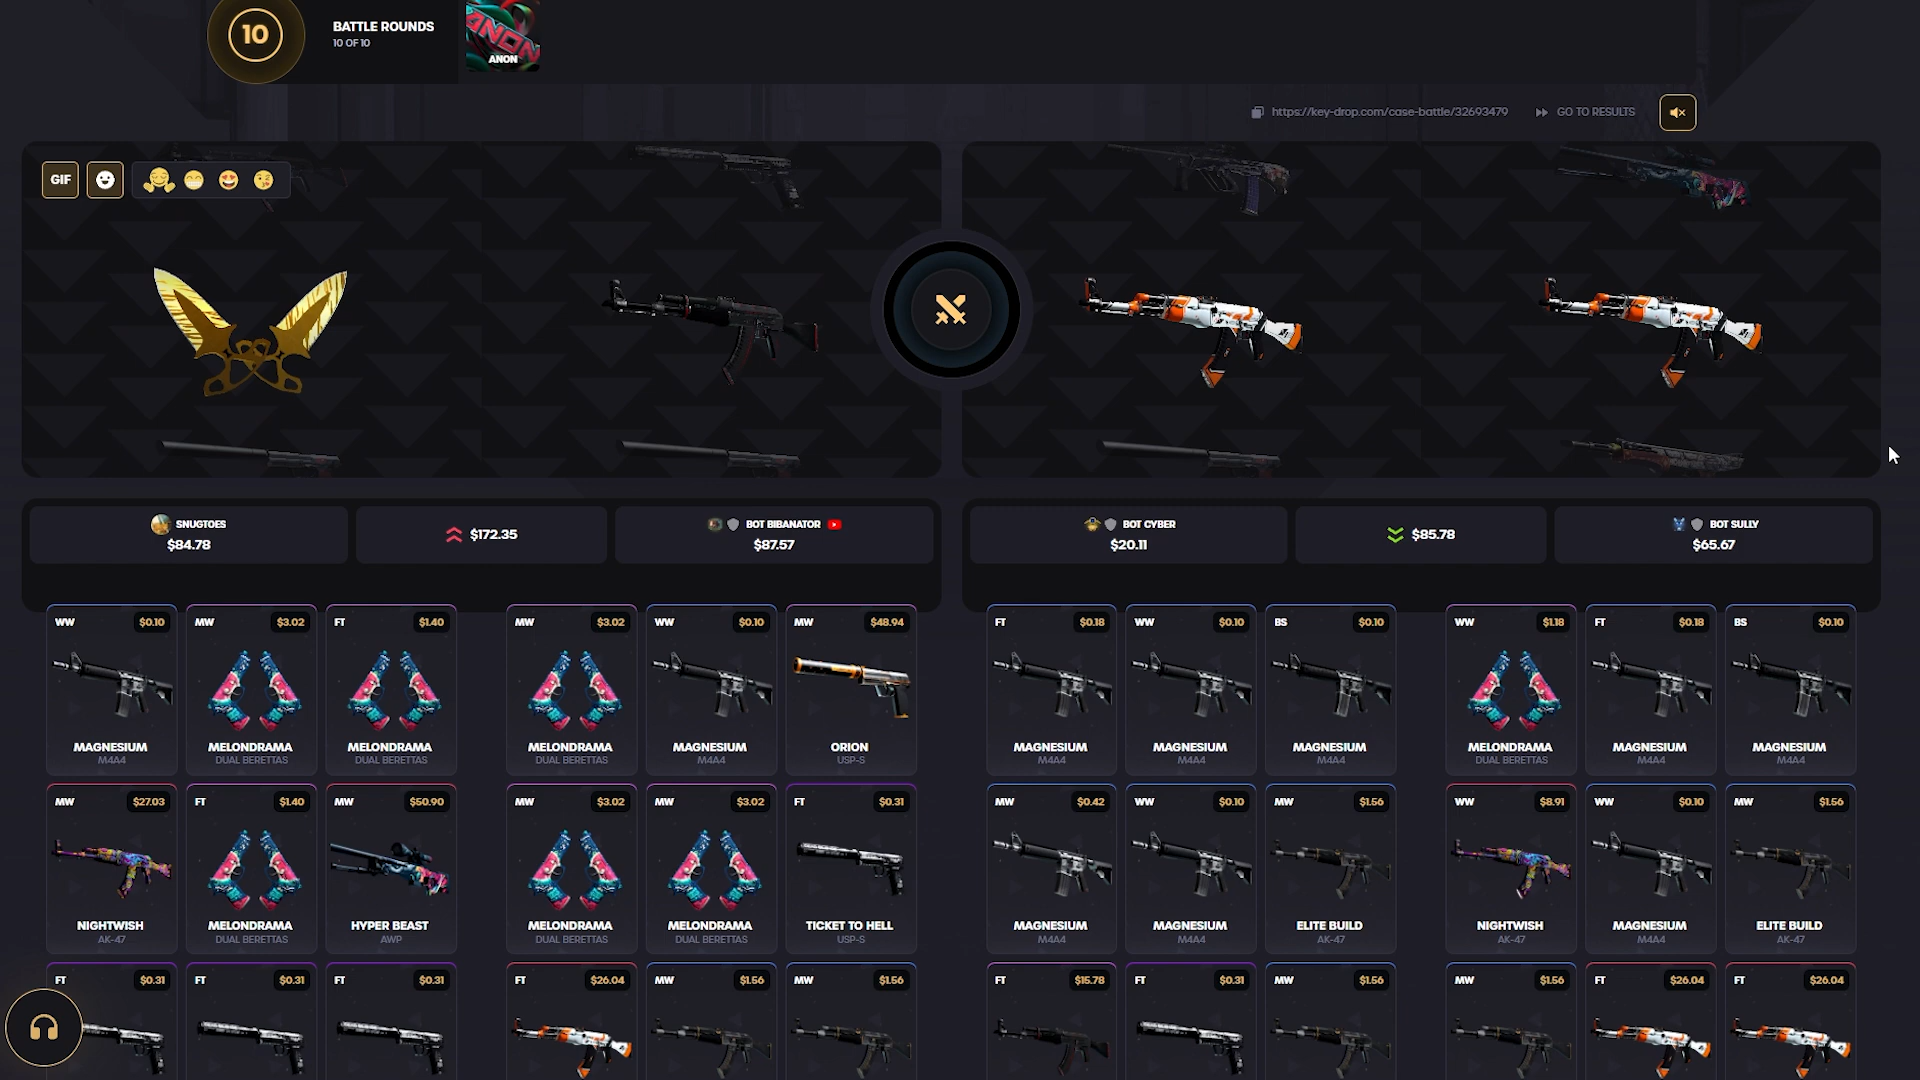 10
BATTLE ROUNDS
10 OF 10
ANON
ANON
https://key-drop.com/case-battle/32693479
GO TO RESULTS
GIF
SNUGTOES
$84.78
$172.35
BOT BIBANATOR
$87.57
BOT CYBER
$20.11
$85.78
BOT SULLY
$65.67
WW $0.10 MW $3.02 FT $1.40 MW $3.02 WW $0.10 MW $48.94 FT $0.18 WW $0.10 BS $0.10 WW $1.18 FT $0.18 BS $0.10
MAGNESIUM MELONDRAMA MELONDRAMA MELONDRAMA MAGNESIUM ORION MAGNESIUM MAGNESIUM MAGNESIUM MELONDRAMA MAGNESIUM MAGNESIUM
M4A4 DUAL BERETTAS DUAL BERETTAS DUAL BERETTAS M4A4 USP-S M4A4 M4A4 M4A4 DUAL BERETTAS M4A4 M4A4
MW $27.03 FT $1.40 MW $50.90 MW $3.02 MW $3.02 FT $0.31 MW $0.42 WW $0.10 MW $1.56 WW $8.91 WW $0.10 MW $1.56
NIGHTWISH MELONDRAMA HYPER BEAST MELONDRAMA MELONDRAMA TICKET TO HELL MAGNESIUM MAGNESIUM ELITE BUILD NIGHTWISH MAGNESIUM ELITE BUILD
AK-47 DUAL BERETTAS AWP DUAL BERETTAS DUAL BERETTAS USP-S M4A4 M4A4 AK-47 AK-47 M4A4 AK-47
FT $0.31 FT $0.31 FT $0.31 FT $26.04 MW $1.56 MW $1.56 FT $15.78 FT $0.31 MW $1.56 MW $1.56 FT $26.04 FT $26.04